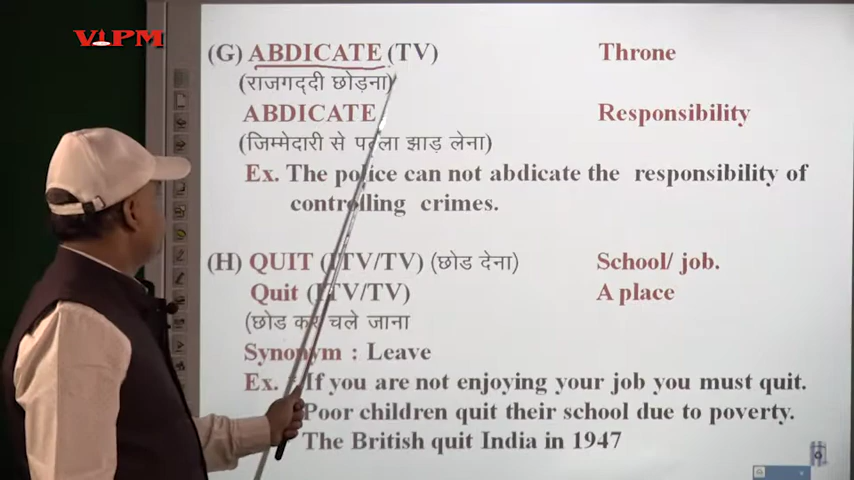 VIPM
(G) ABDICATE (TV) Throne
(राजगद्दी छोड़ना)
ABDICATE Responsibility
(जिम्मेदारी से पल्ला झाड़ लेना)
Ex. The police can not abdicate the responsibility of
controlling crimes.
(H) QUIT (ITV/TV) (छोड देना) School/ job.
Quit (ITV/TV) A place
(छोड कर चले जाना
Synonym : Leave
Ex. : If you are not enjoying your job you must quit.
Poor children quit their school due to poverty.
The British quit India in 1947